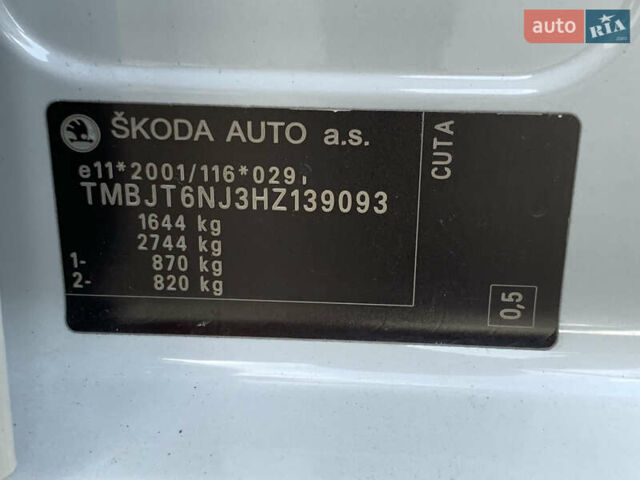 auto RIA.com
ŠKODA AUTO a.s.
e11*2001/116*0291
TMBJT6NJ3HZ139093
1644 kg
2744 kg
1- 870 kg
2- 820 kg
CUTA
0,5